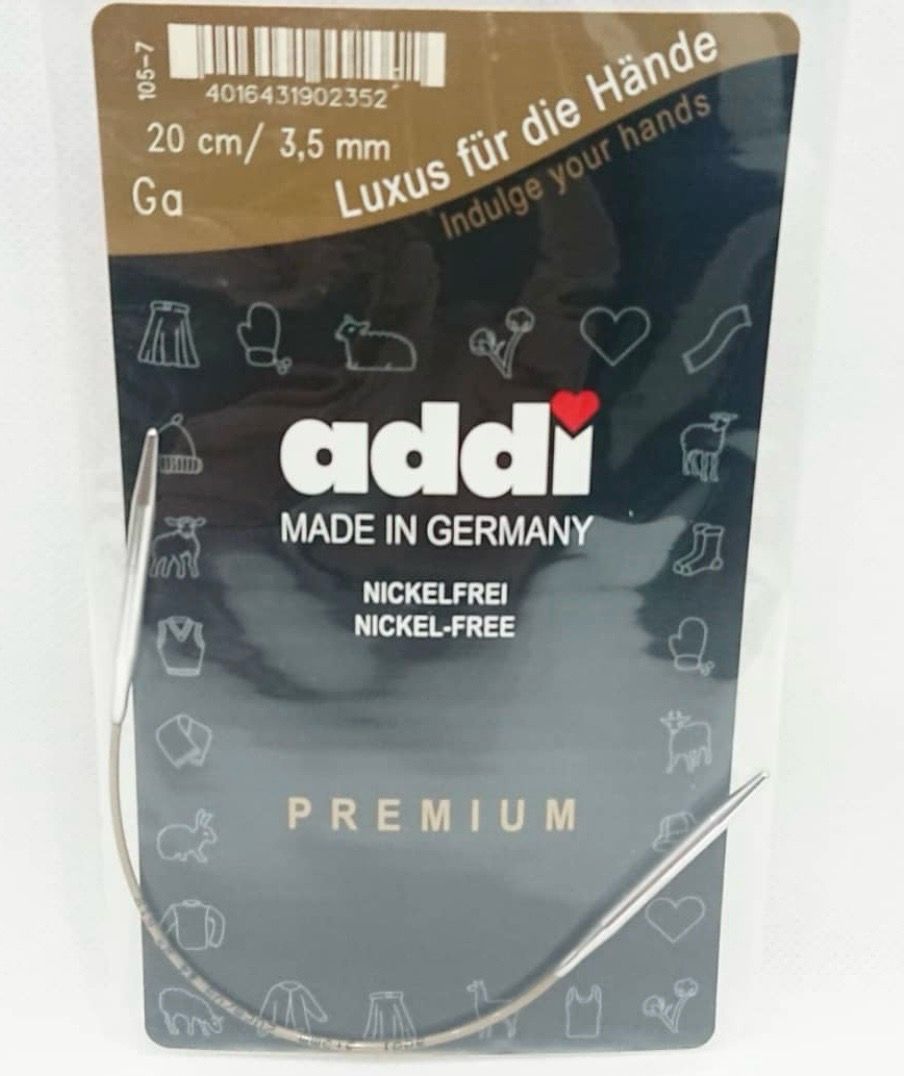 105-7
4016431902352
20 cm/ 3,5 mm
Ga
Luxus für die Hände
Indulge your hands
addi
MADE IN GERMANY
NICKELFREI
NICKEL-FREE
PREMIUM